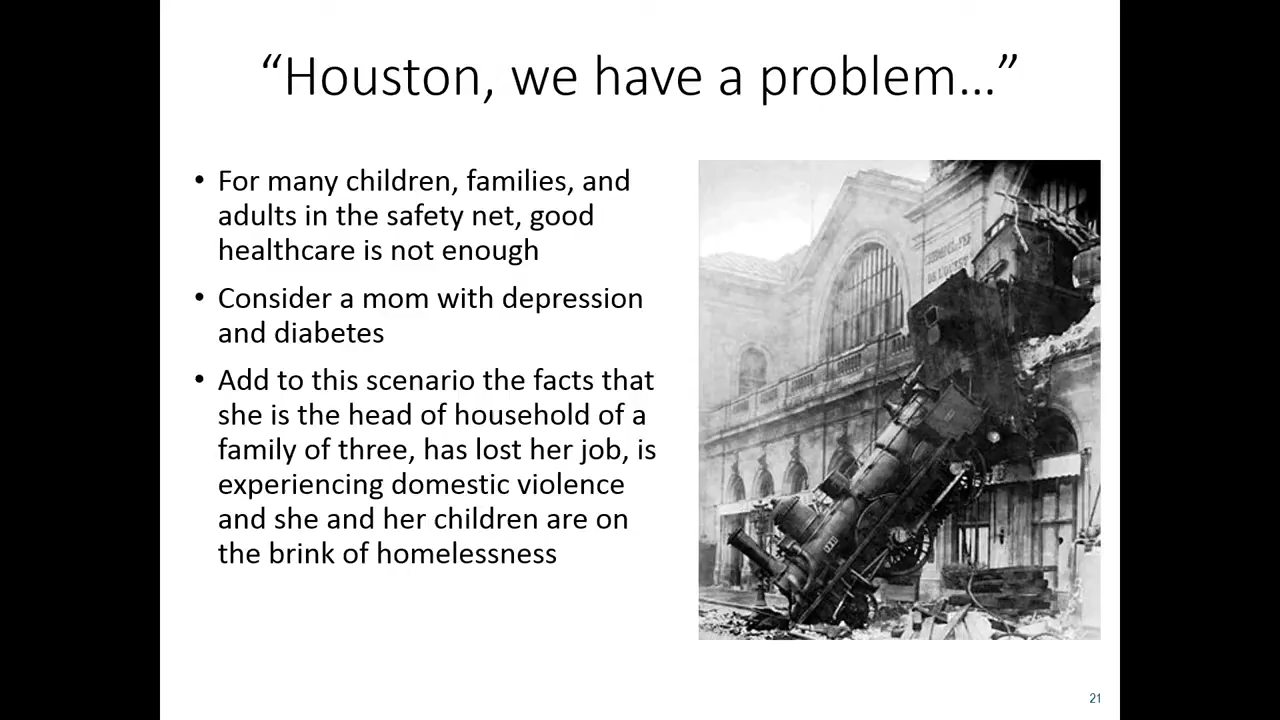 “Houston, we have a problem…”
• For many children, families, and
adults in the safety net, good
healthcare is not enough
• Consider a mom with depression
and diabetes
• Add to this scenario the facts that
she is the head of household of a
family of three, has lost her job, is
experiencing domestic violence
and she and her children are on
the brink of homelessness
21